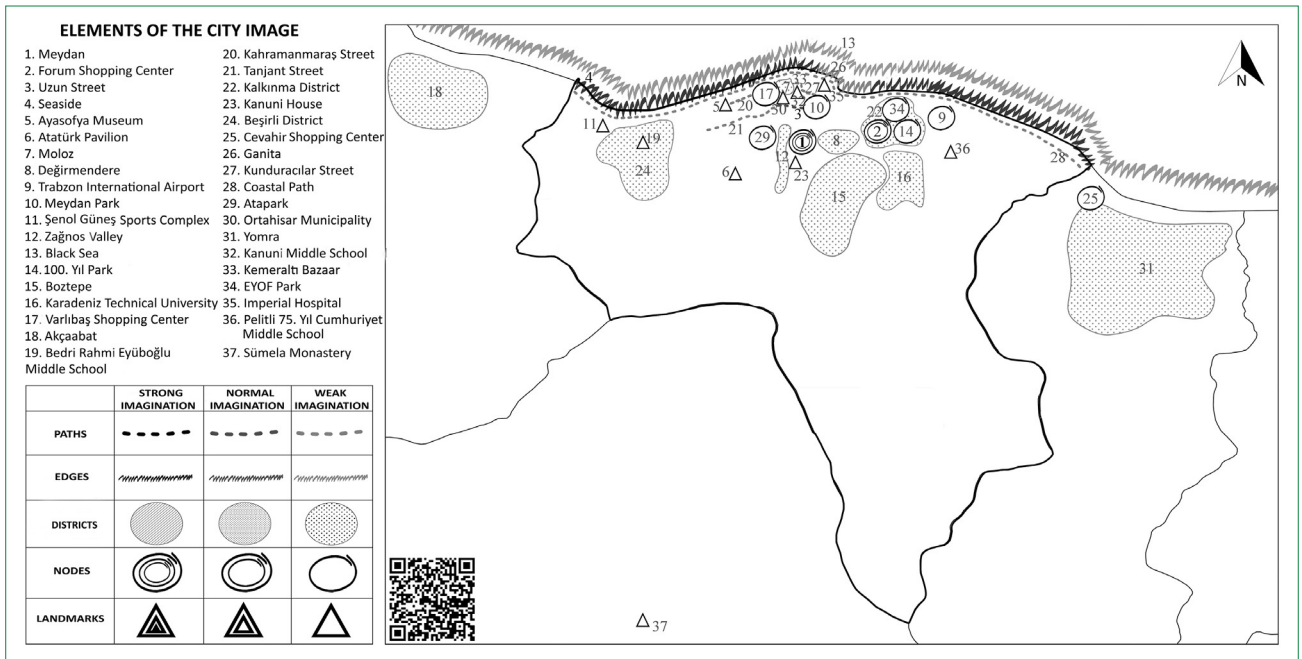 ELEMENTS OF THE CITY IMAGE
1. Meydan
2. Forum Shopping Center
3. Uzun Street
4. Seaside
5. Ayasofya Museum
6. Atatürk Pavilion
7. Moloz
8. Değirmendere
9. Trabzon International Airport
10. Meydan Park
11. Şenol Güneş Sports Complex
12. Zağnos Valley
13. Black Sea
14.100. Yıl Park
15. Boztepe
16. Karadeniz Technical University
17. Varlıbaş Shopping Center
18. Akçaabat
19. Bedri Rahmi Eyüboğlu
Middle School
20. Kahramanmaraş Street
21. Tanjant Street
22. Kalkınma District
23. Kanuni House
24. Beşirli District
25. Cevahir Shopping Center
26. Ganita
27. Kunduracılar Street
28. Coastal Path
29. Atapark
30. Ortahisar Municipality
31. Yomra
32. Kanuni Middle School
33. Kemeraltı Bazaar
34. EYOF Park
35. Imperial Hospital
36. Pelitli 75. Yıl Cumhuriyet
Middle School
37. Sümela Monastery
STRONG IMAGINATION
NORMAL IMAGINATION
WEAK IMAGINATION
PATHS
EDGES
DISTRICTS
NODES
LANDMARKS
13
N
4
26
18
17
33
27
35
5
20
30
10
3
34
22
9
11
21
29
1
8
2
14
19
12
36
28
24
6
23
15
16
25
31
37